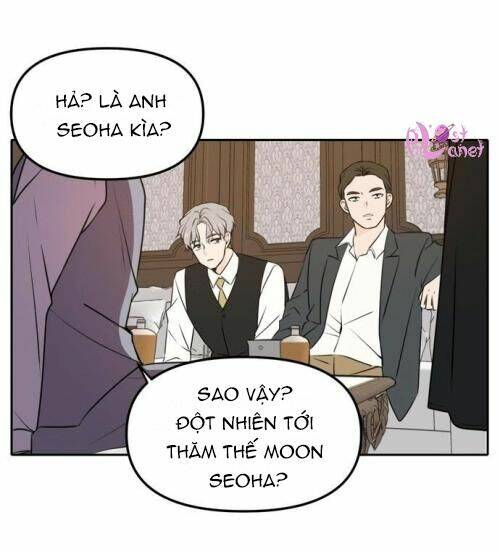 HẢ? LÀ ANH
SEOHA KÌA?
SAO VẬY?
ĐỘT NHIÊN TỚI
THĂM THẾ MOON
SEOHA?